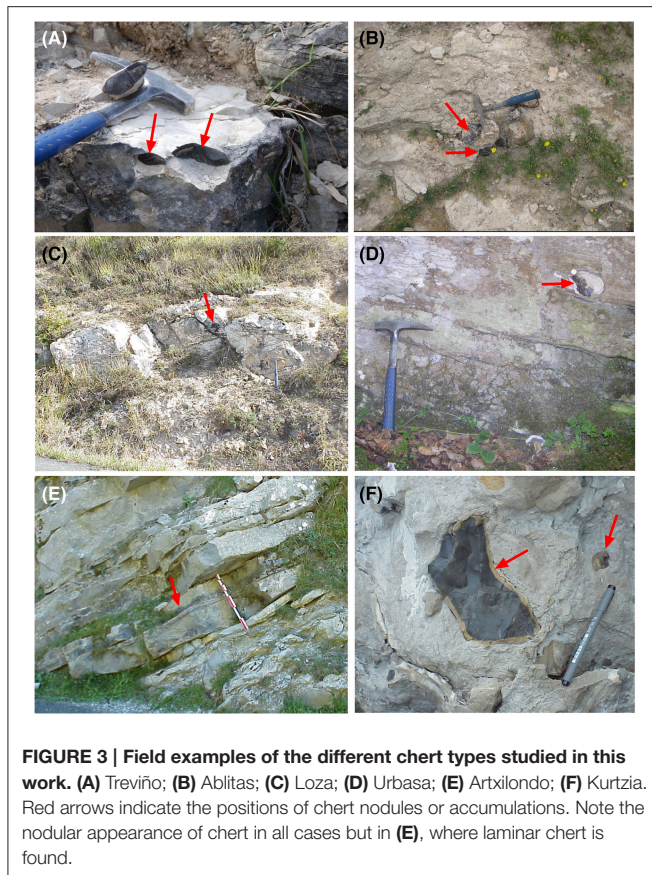 (A)
(B)
(C)
(D)
(E)
(F)
FIGURE 3 | Field examples of the different chert types studied in this
work. (A) Treviño; (B) Ablitas; (C) Loza; (D) Urbasa; (E) Artxilondo; (F) Kurtzia.
Red arrows indicate the positions of chert nodules or accumulations. Note the
nodular appearance of chert in all cases but in (E), where laminar chert is
found.